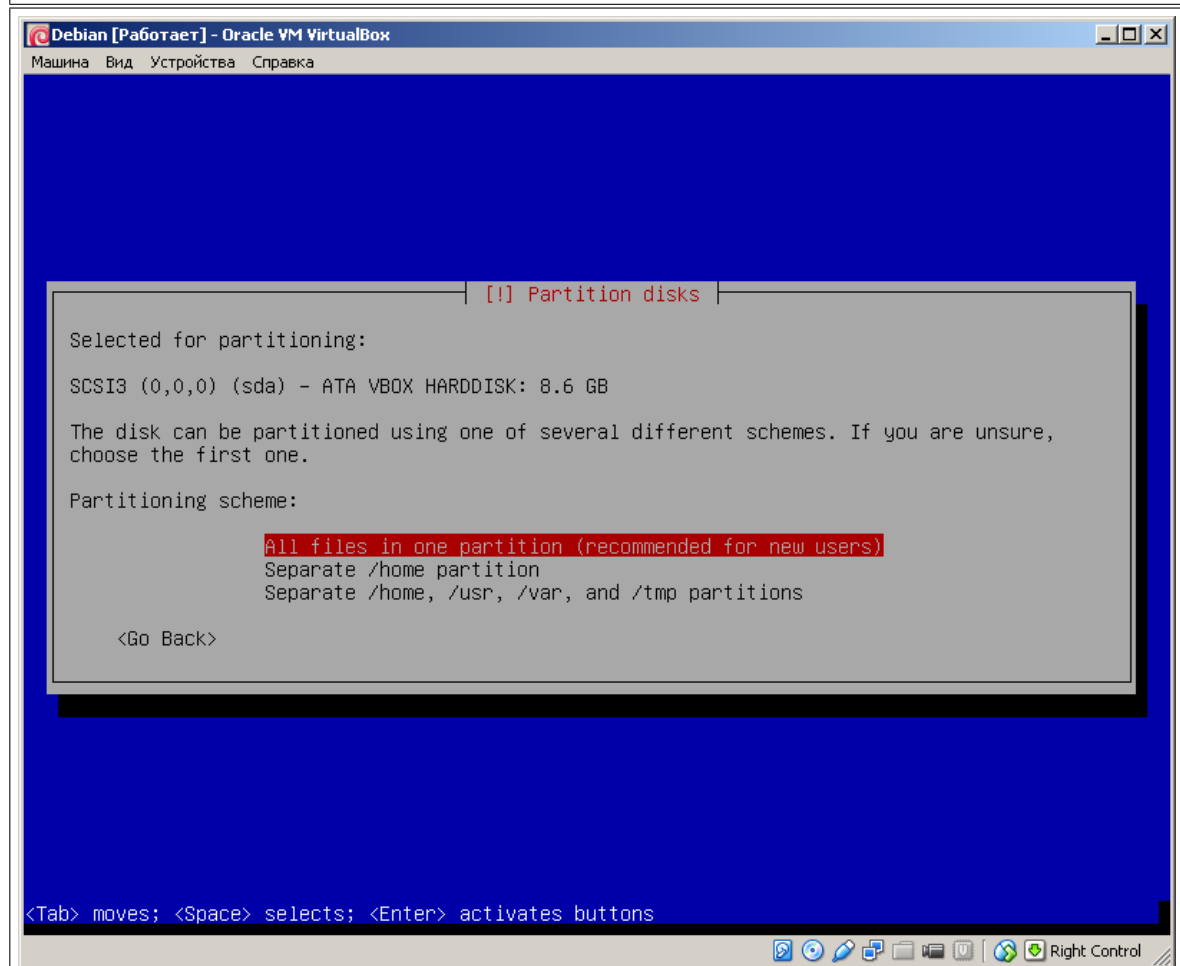 Debian [Работает] - Oracle VM VirtualBox
Машина Вид Устройства Справка
[!] Partition disks
Selected for partitioning:
SCSI3 (0,0,0) (sda) – ATA VBOX HARDDISK: 8.6 GB
The disk can be partitioned using one of several different schemes. If you are unsure,
choose the first one.
Partitioning scheme:
All files in one partition (recommended for new users)
Separate /home partition
Separate /home, /usr, /var, and /tmp partitions
<Go Back>
<Tab> moves; <Space> selects; <Enter> activates buttons
Right Control